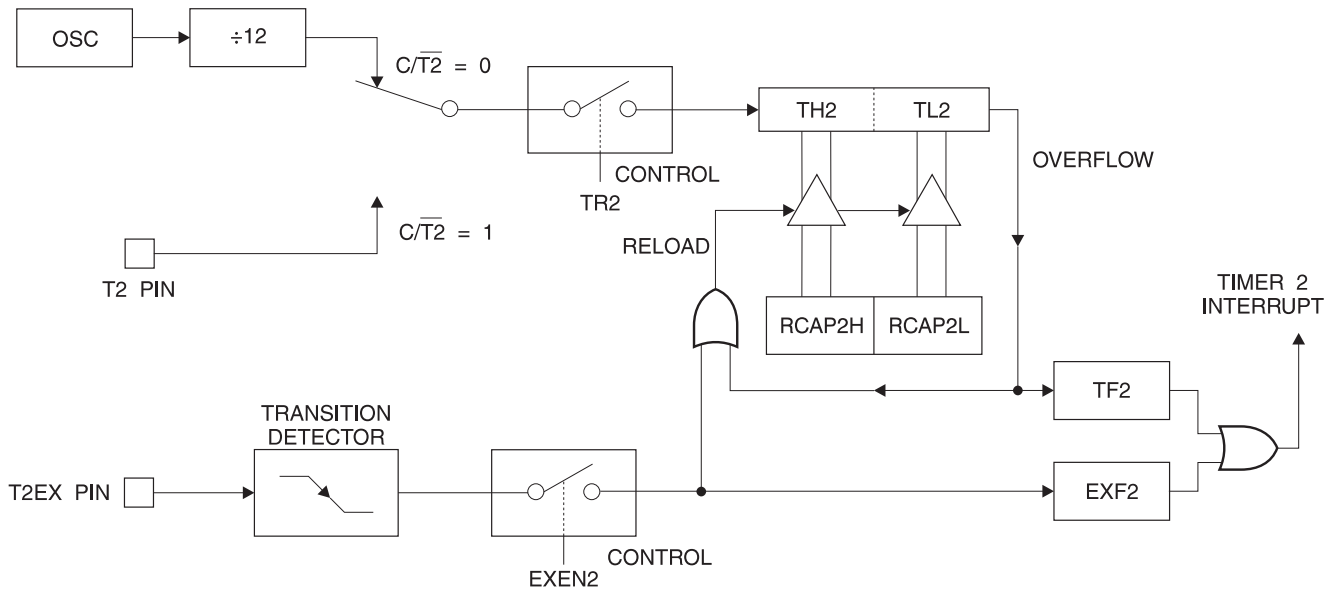 OSC
÷12
C/T2̅ = 0
TH2
TL2
CONTROL
TR2
OVERFLOW
C/T2̅ = 1
RELOAD
T2 PIN
TIMER 2
INTERRUPT
RCAP2H
RCAP2L
TRANSITION
DETECTOR
TF2
T2EX PIN
EXF2
CONTROL
EXEN2